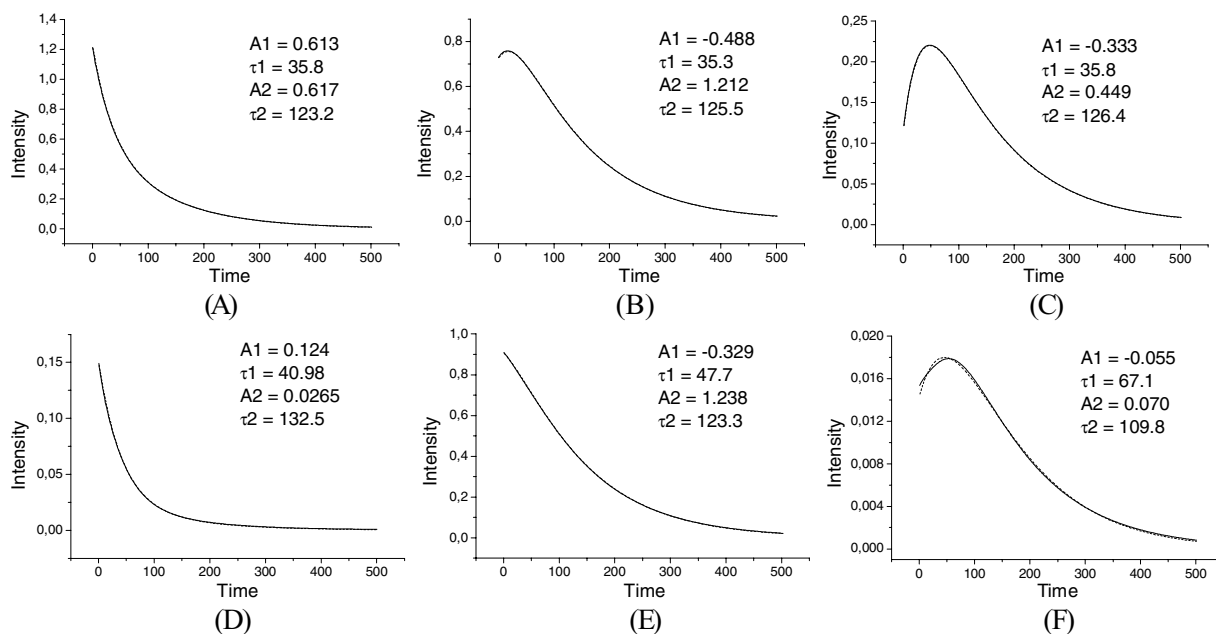 1,4
1,2
1,0
0,8
0,6
0,4
0,2
0,0
Intensity
A1 = 0.613
τ1 = 35.8
A2 = 0.617
τ2 = 123.2
0 100 200 300 400 500
Time
(A)
0,8
0,6
0,4
0,2
0,0
Intensity
A1 = -0.488
τ1 = 35.3
A2 = 1.212
τ2 = 125.5
0 100 200 300 400 500
Time
(B)
0,25
0,20
0,15
0,10
0,05
0,00
Intensity
A1 = -0.333
τ1 = 35.8
A2 = 0.449
τ2 = 126.4
0 100 200 300 400 500
Time
(C)
0,15
0,10
0,05
0,00
Intensity
A1 = 0.124
τ1 = 40.98
A2 = 0.0265
τ2 = 132.5
0 100 200 300 400 500
Time
(D)
1,0
0,8
0,6
0,4
0,2
0,0
Intensity
A1 = -0.329
τ1 = 47.7
A2 = 1.238
τ2 = 123.3
0 100 200 300 400 500
Time
(E)
0,020
0,016
0,012
0,008
0,004
0,000
Intensity
A1 = -0.055
τ1 = 67.1
A2 = 0.070
τ2 = 109.8
0 100 200 300 400 500
Time
(F)